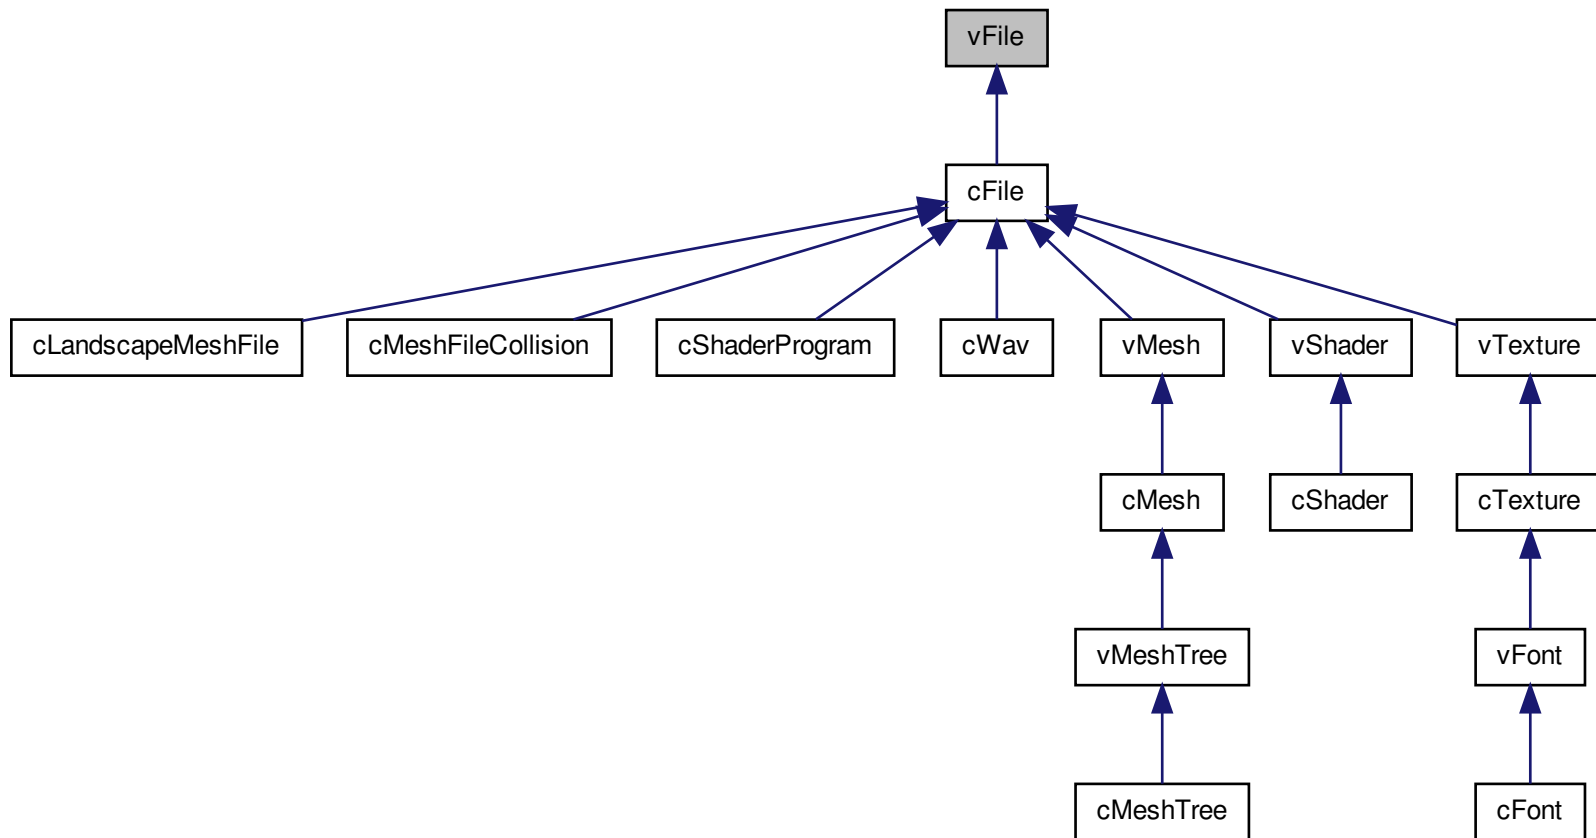 vFile
cFile
cLandscapeMeshFile
cMeshFileCollision
cShaderProgram
cWav
vMesh
vShader
vTexture
cMesh
cShader
cTexture
vMeshTree
vFont
cMeshTree
cFont